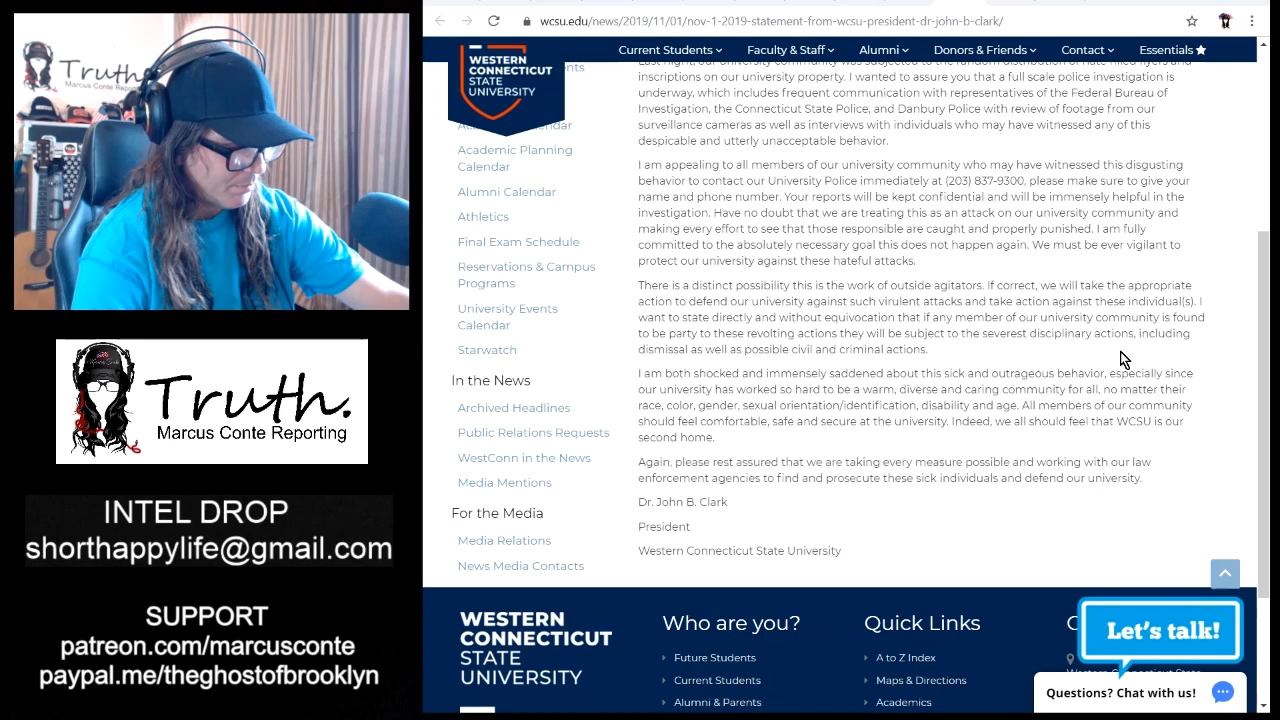 wcsu.edu/news/2019/11/01/nov-1-2019-statement-from-wcsu-president-dr-john-b-clark/
Current Students
Faculty & Staff
Alumni
Donors & Friends
Contact
Essentials
WESTERN
CONNECTICUT
STATE
UNIVERSITY
Truth.
Marcus Conte
Academic Planning
Calendar
Alumni Calendar
Athletics
Final Exam Schedule
Reservations & Campus
Programs
University Events
Calendar
Starwatch
In the News
Archived Headlines
Public Relations Requests
WestConn in the News
Media Mentions
For the Media
Media Relations
News Media Contacts
Last night, our university community was subjected to the random distribution of hate-filled flyers and
inscriptions on our university property. I wanted to assure you that a full scale police investigation is
underway, which includes frequent communication with representatives of the Federal Bureau of
Investigation, the Connecticut State Police, and Danbury Police with review of footage from our
surveillance cameras as well as interviews with individuals who may have witnessed any of this
despicable and utterly unacceptable behavior.
I am appealing to all members of our university community who may have witnessed this disgusting
behavior to contact our University Police immediately at (203) 837-9300, please make sure to give your
name and phone number. Your reports will be kept confidential and will be immensely helpful in the
investigation. Have no doubt that we are treating this as an attack on our university community and
making every effort to see that those responsible are caught and properly punished. I am fully
committed to the absolutely necessary goal this does not happen again. We must be ever vigilant to
protect our university against these hateful attacks.
There is a distinct possibility this is the work of outside agitators. If correct, we will take the appropriate
action to defend our university against such virulent attacks and take action against these individual(s). I
want to state directly and without equivocation that if any member of our university community is found
to be party to these revolting actions they will be subject to the severest disciplinary actions, including
dismissal as well as possible civil and criminal actions.
I am both shocked and immensely saddened about this sick and outrageous behavior, especially since
our university has worked so hard to be a warm, diverse and caring community for all, no matter their
race, color, gender, sexual orientation/identification, disability and age. All members of our community
should feel comfortable, safe and secure at the university. Indeed, we all should feel that WCSU is our
second home.
Again, please rest assured that we are taking every measure possible and working with our law
enforcement agencies to find and prosecute these sick individuals and defend our university.
Dr. John B. Clark
President
Western Connecticut State University
Truth.
Marcus Conte Reporting
INTEL DROP
shorthappylife@gmail.com
SUPPORT
patreon.com/marcusconte
paypal.me/theghostofbrooklyn
WESTERN
CONNECTICUT
STATE
UNIVERSITY
Who are you?
Future Students
Current Students
Alumni & Parents
Quick Links
A to Z Index
Maps & Directions
Academics
Let's talk!
Questions? Chat with us!